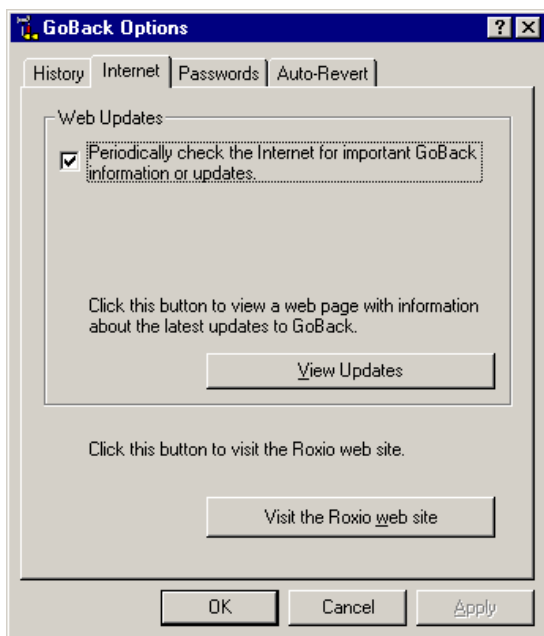 GoBack Options
History Internet Passwords Auto-Revert
Web Updates
Periodically check the Internet for important GoBack
information or updates.
Click this button to view a web page with information
about the latest updates to GoBack.
View Updates
Click this button to visit the Roxio web site.
Visit the Roxio web site
OK Cancel Apply